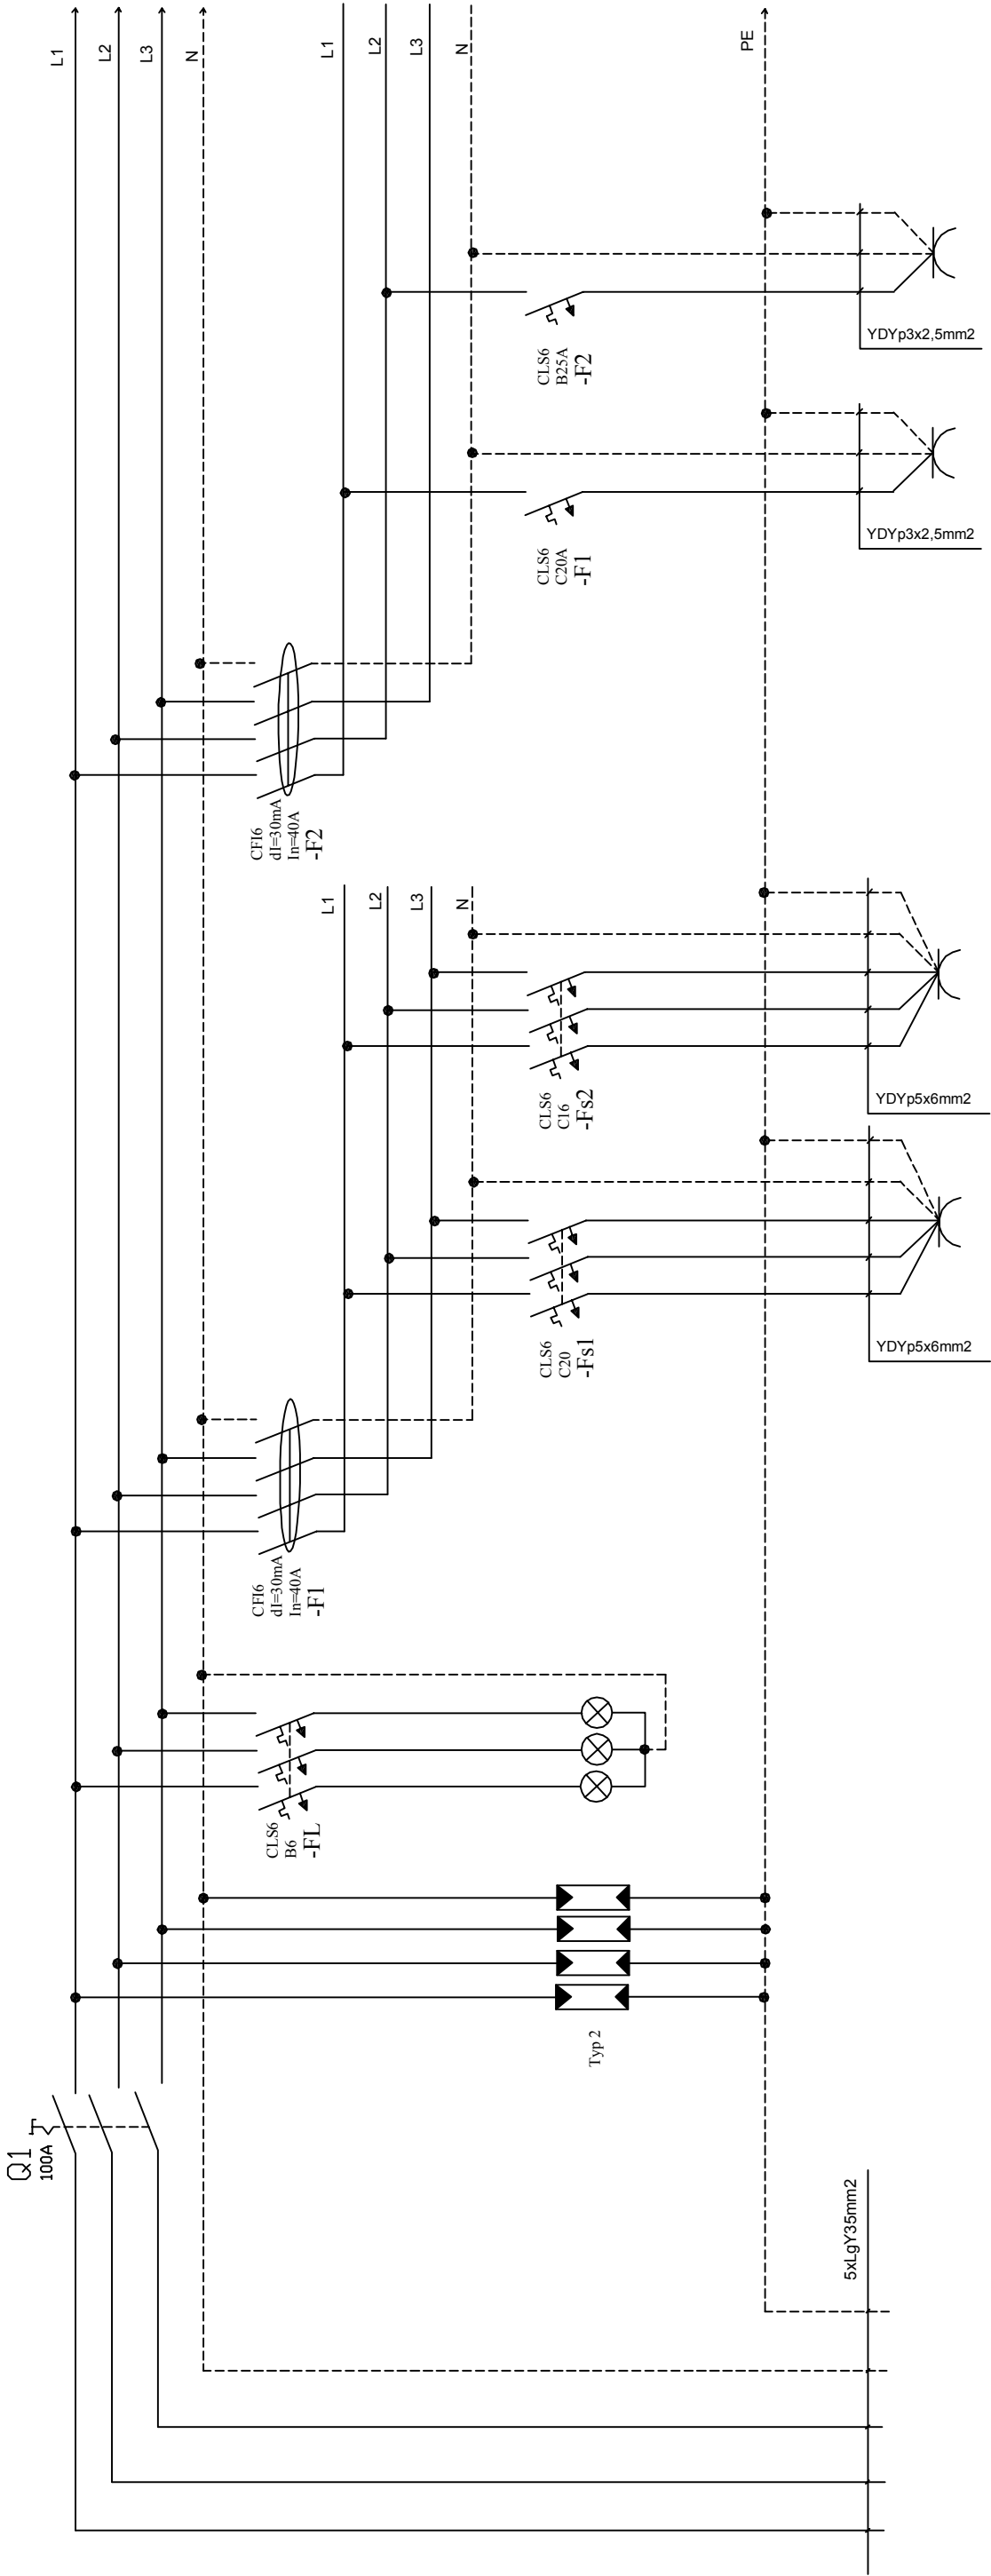 Q1
100A
5xLgY35mm2
Typ 2
CLS6
B6
-FL
CFI6
dI=30mA
In=40A
-F1
CLS6
C20
-Fs1
YDYp5x6mm2
CLS6
C16
-Fs2
YDYp5x6mm2
L1
L2
L3
N
CFI6
dI=30mA
In=40A
-F2
CLS6
C20A
-F1
YDYp3x2,5mm2
CLS6
B25A
-F2
YDYp3x2,5mm2
L1
L2
L3
N
L1
L2
L3
N
PE